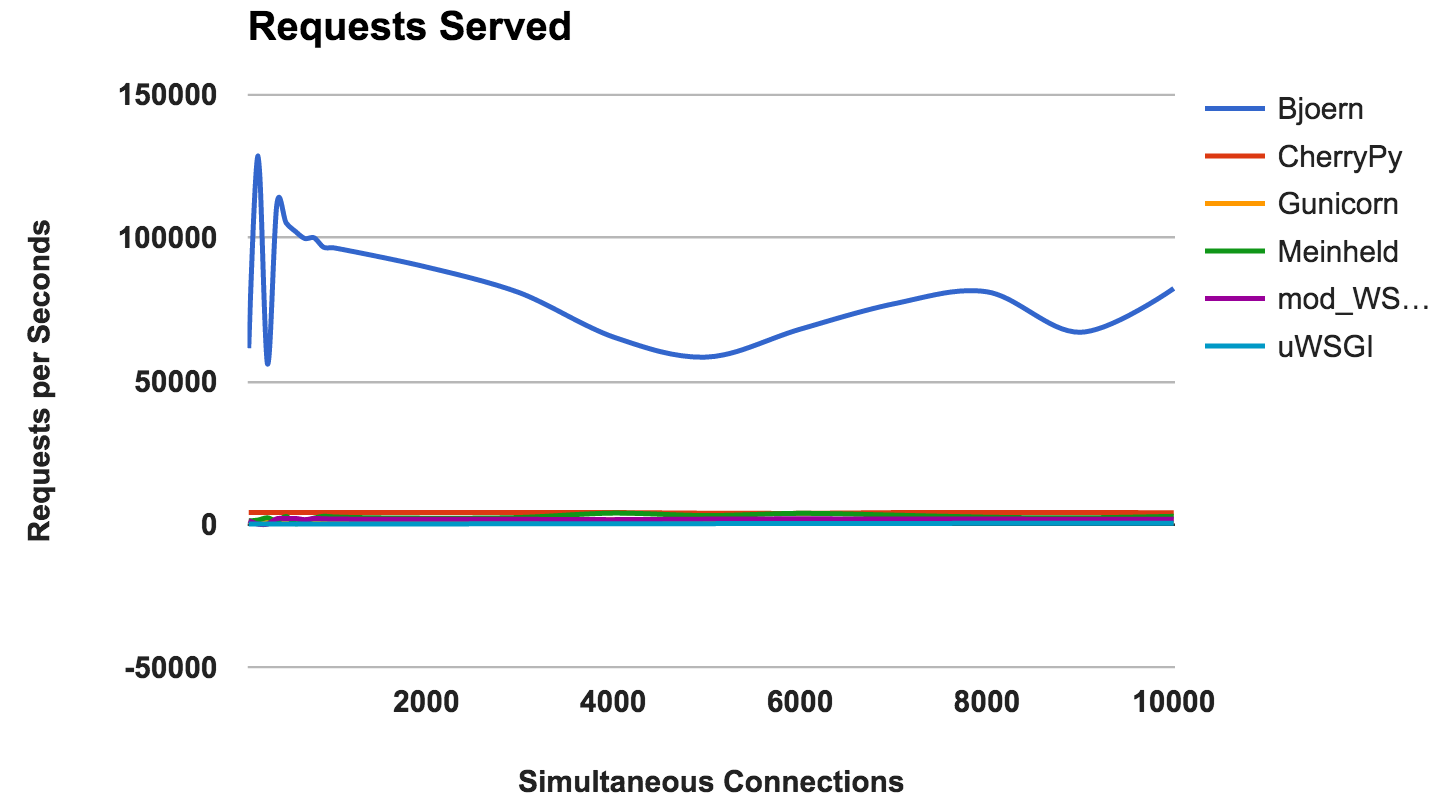 Requests Served
150000
100000
50000
0
-50000
Requests per Seconds
2000 4000 6000 8000 10000
Simultaneous Connections
Bjoern
CherryPy
Gunicorn
Meinheld
mod_WS...
uWSGI